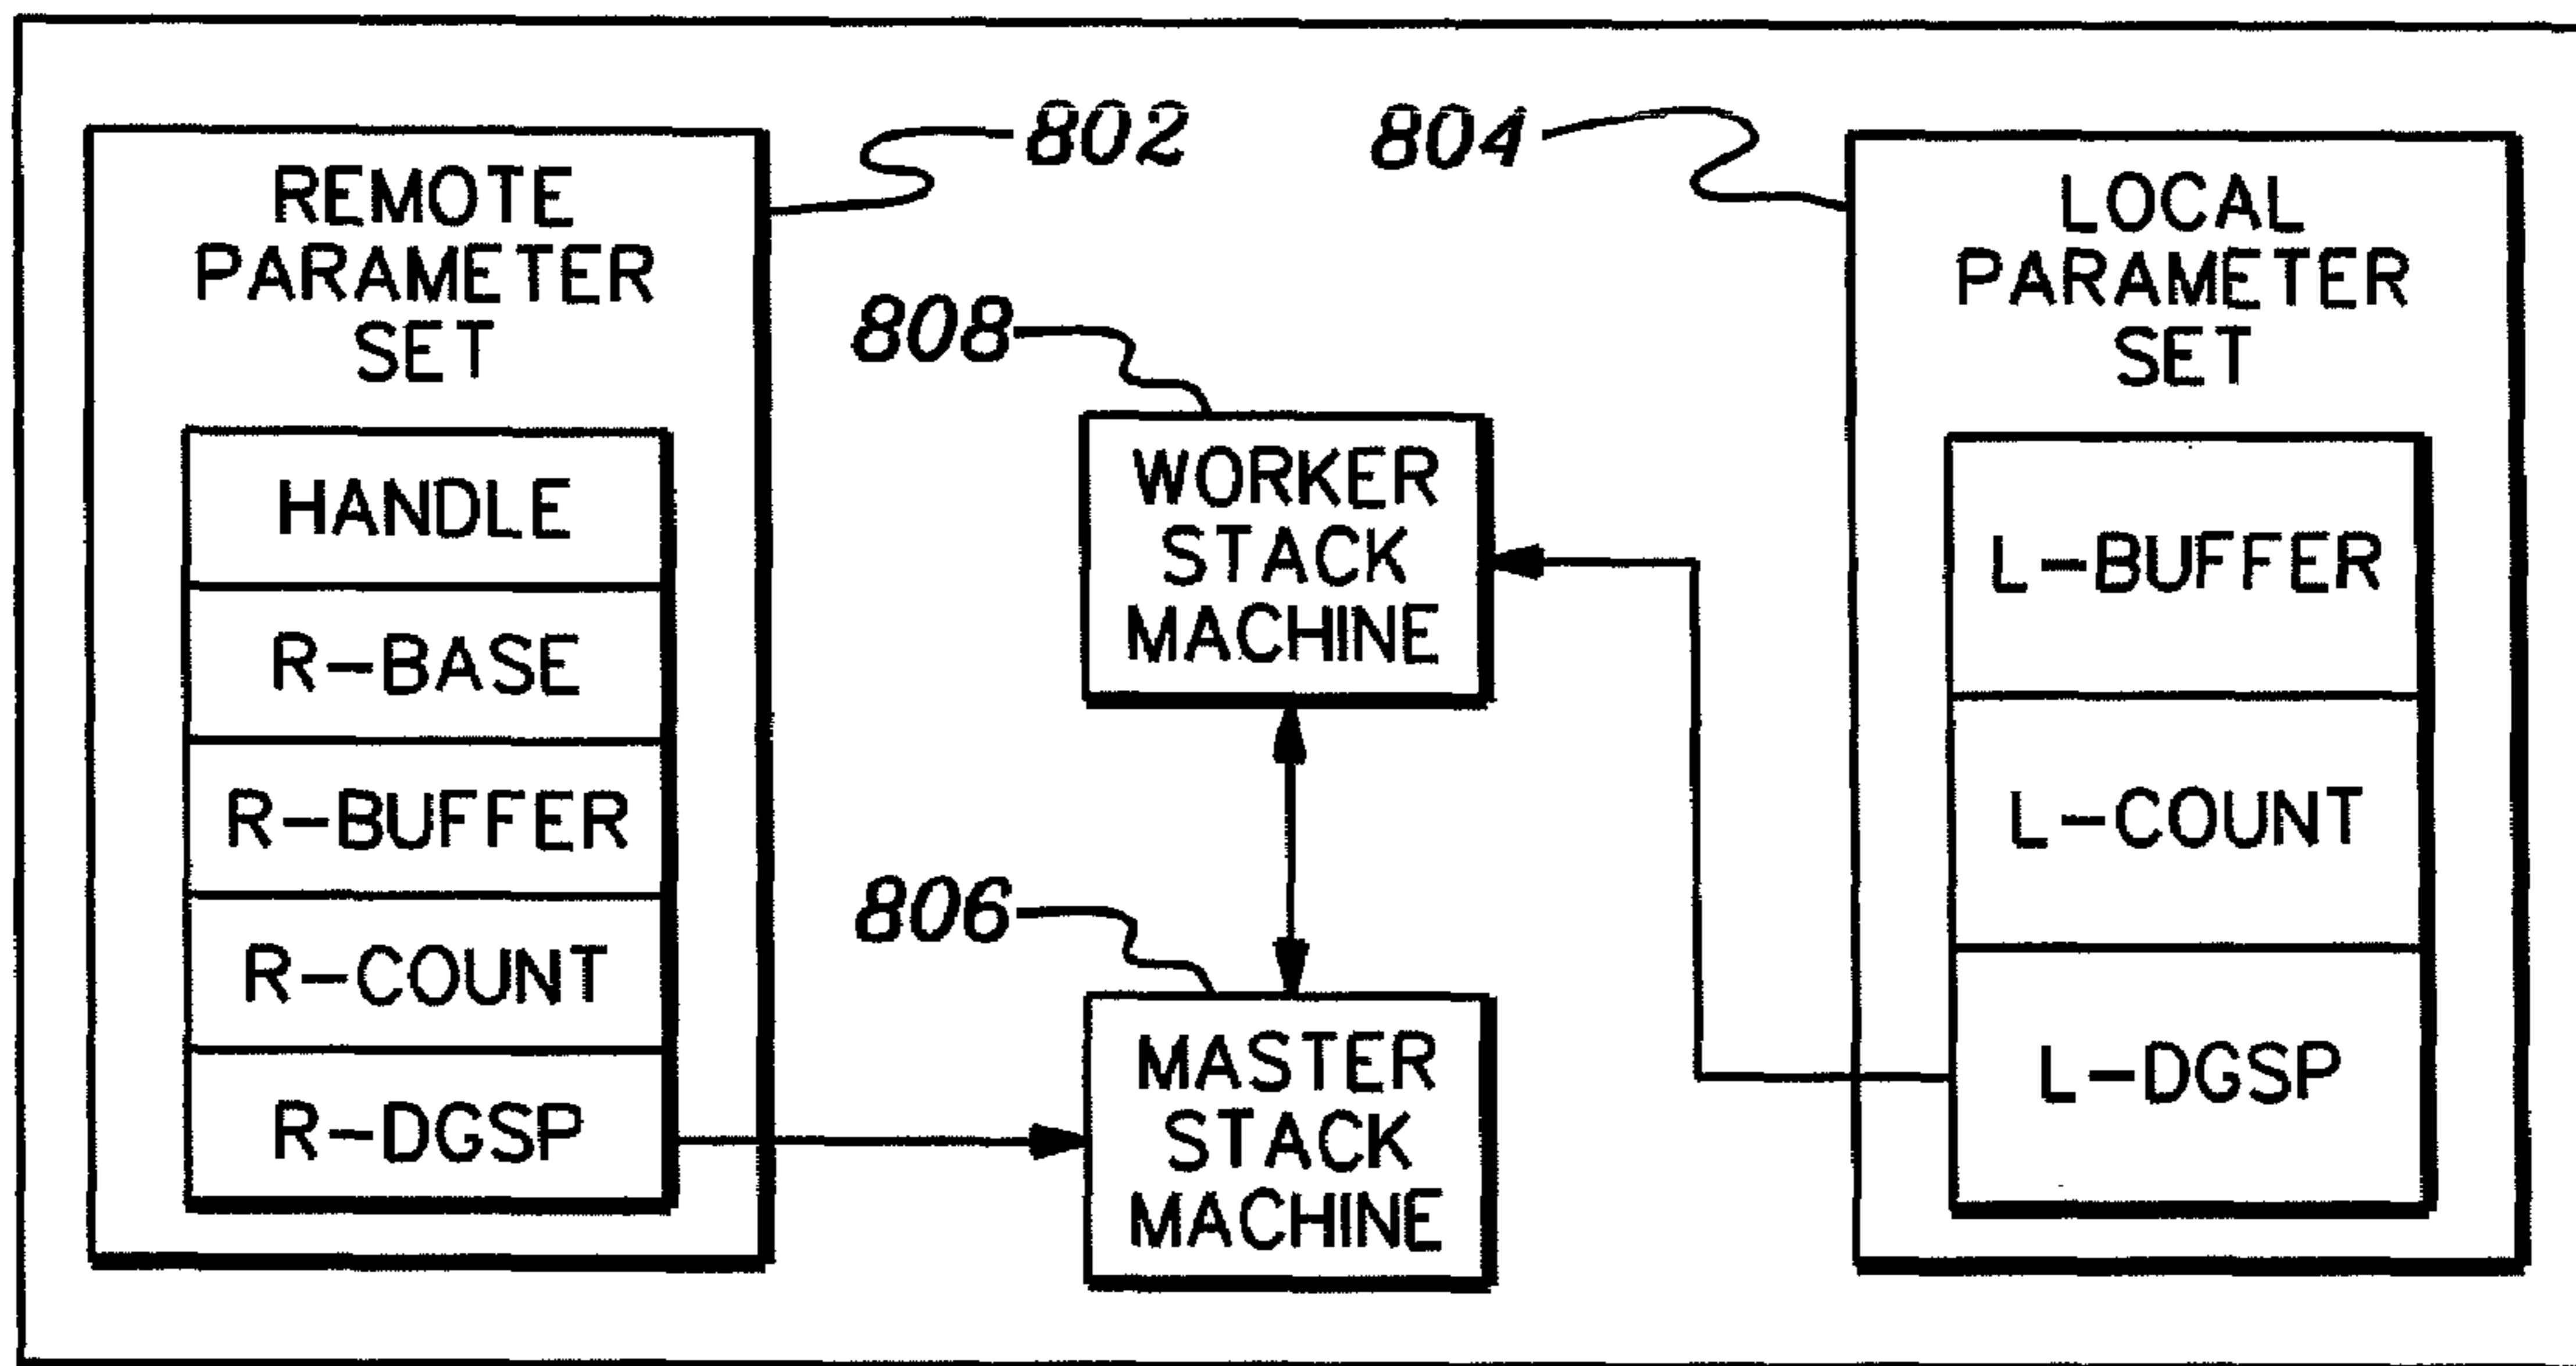 802
804
REMOTE
PARAMETER
SET
HANDLE
R-BASE
R-BUFFER
R-COUNT
R-DGSP
808
WORKER
STACK
MACHINE
806
MASTER
STACK
MACHINE
LOCAL
PARAMETER
SET
L-BUFFER
L-COUNT
L-DGSP